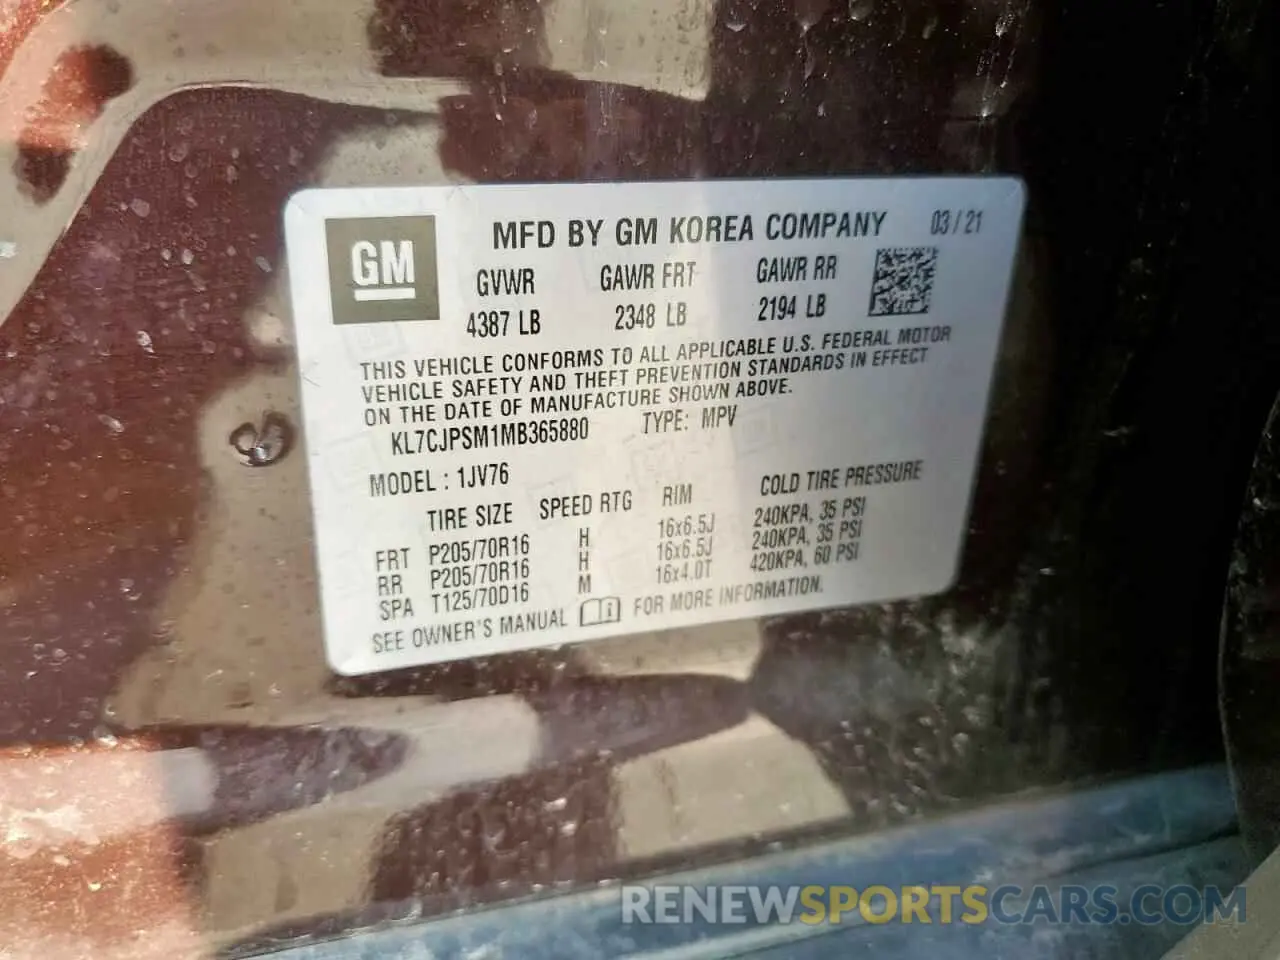 GM
MFD BY GM KOREA COMPANY 03/21
GVWR GAWR FRT GAWR RR
4387 LB 2348 LB 2194 LB
THIS VEHICLE CONFORMS TO ALL APPLICABLE U.S. FEDERAL MOTOR
VEHICLE SAFETY AND THEFT PREVENTION STANDARDS IN EFFECT
ON THE DATE OF MANUFACTURE SHOWN ABOVE.
KL7CJPSM1MB365880 TYPE: MPV
MODEL: 1JV76
TIRE SIZE SPEED RTG RIM COLD TIRE PRESSURE
FRT P205/70R16 H 16x6.5J 240KPA, 35 PSI
RR P205/70R16 H 16x6.5J 240KPA, 35 PSI
SPA T125/70D16 M 16x4.0T 420KPA, 60 PSI
SEE OWNER'S MANUAL i FOR MORE INFORMATION.
RENEWSPORTSCARS.COM